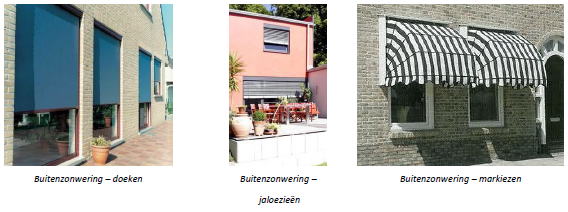 Buitenzonwering – doeken
Buitenzonwering –
jaloezieën
Buitenzonwering – markiezen